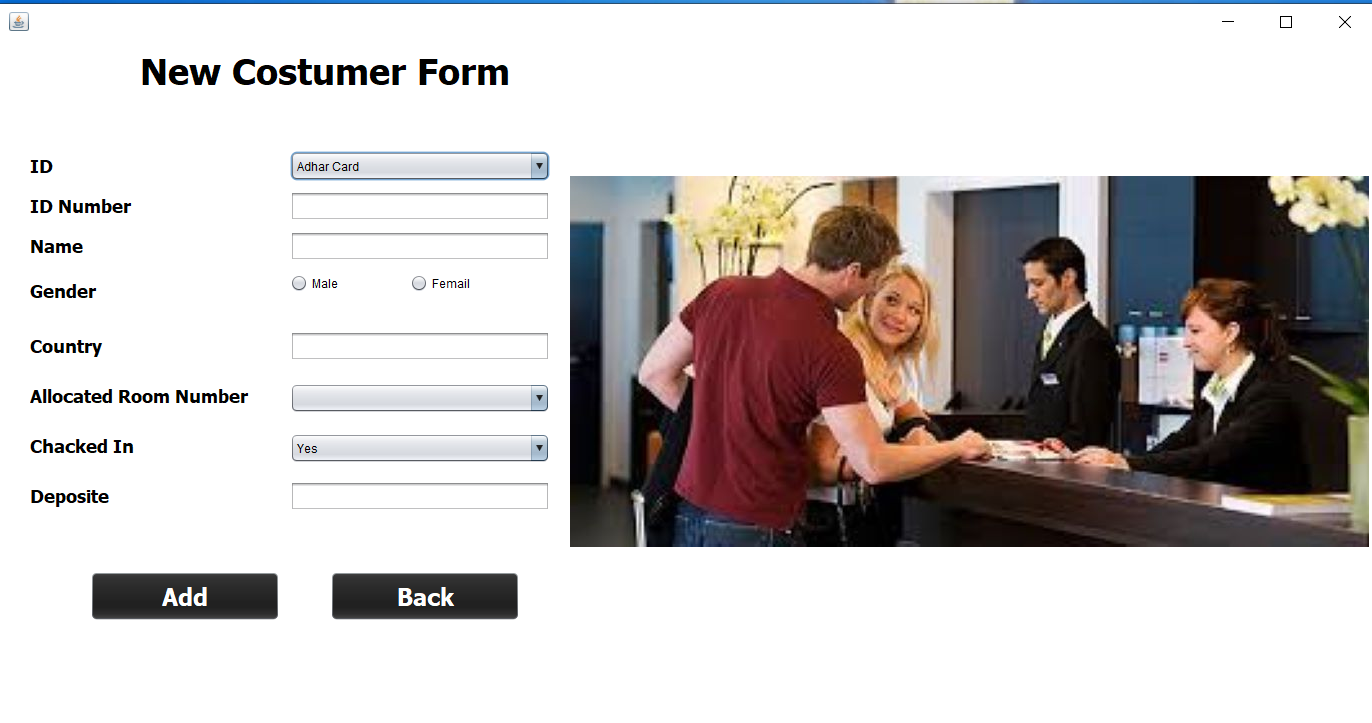 New Costumer Form
ID Adhar Card
ID Number
Name
Gender Male Femail
Country
Allocated Room Number
Chacked In Yes
Deposite
Add Back